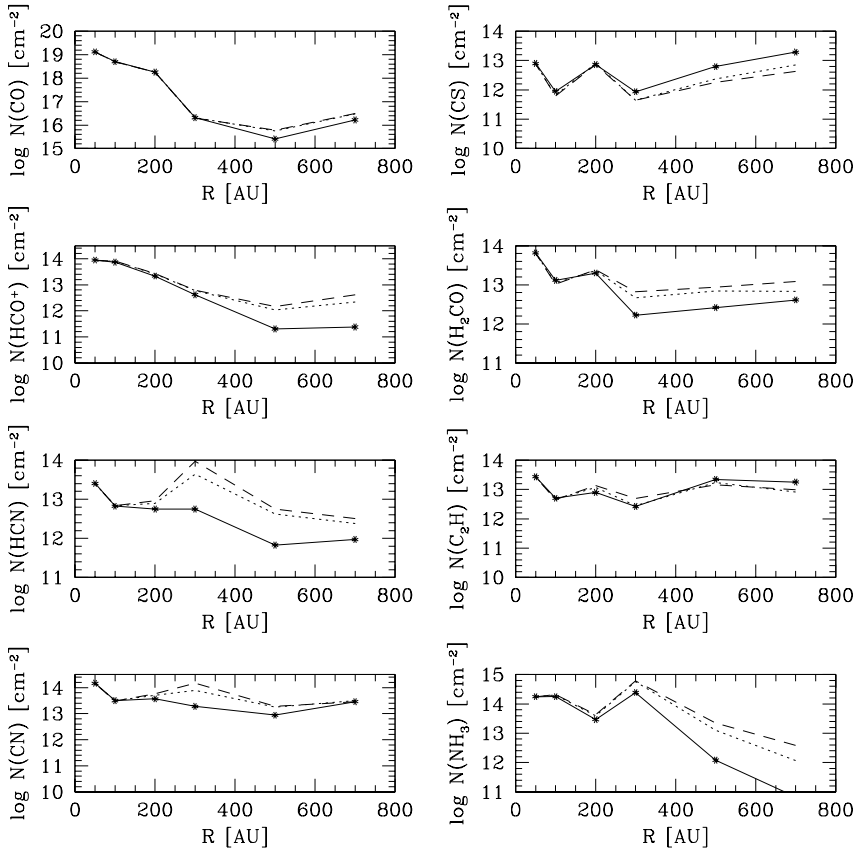 log N(CO) [cm⁻²]
20
19
18
17
16
15
0 200 400 600 800
R [AU]
log N(CS) [cm⁻²]
14
13
12
11
10
0 200 400 600 800
R [AU]
log N(HCO⁺) [cm⁻²]
14
13
12
11
10
0 200 400 600 800
R [AU]
log N(H₂CO) [cm⁻²]
14
13
12
11
0 200 400 600 800
R [AU]
log N(HCN) [cm⁻²]
14
13
12
11
0 200 400 600 800
R [AU]
log N(C₂H) [cm⁻²]
14
13
12
11
10
0 200 400 600 800
R [AU]
log N(CN) [cm⁻²]
14
13
12
11
10
0 200 400 600 800
R [AU]
log N(NH₃) [cm⁻²]
15
14
13
12
11
0 200 400 600 800
R [AU]